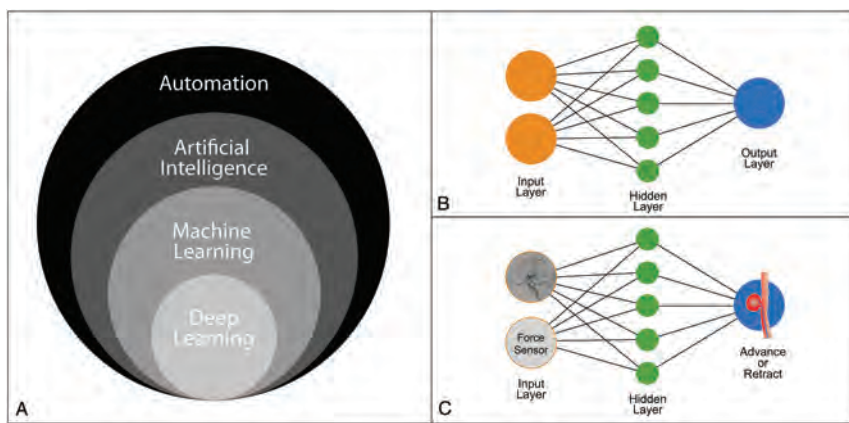 Automation
Artificial
Intelligence
Machine
Learning
Deep
Learning
A
Input
Layer
Hidden
Layer
Output
Layer
B
Force
Sensor
Input
Layer
Hidden
Layer
Advance
or
Retract
C